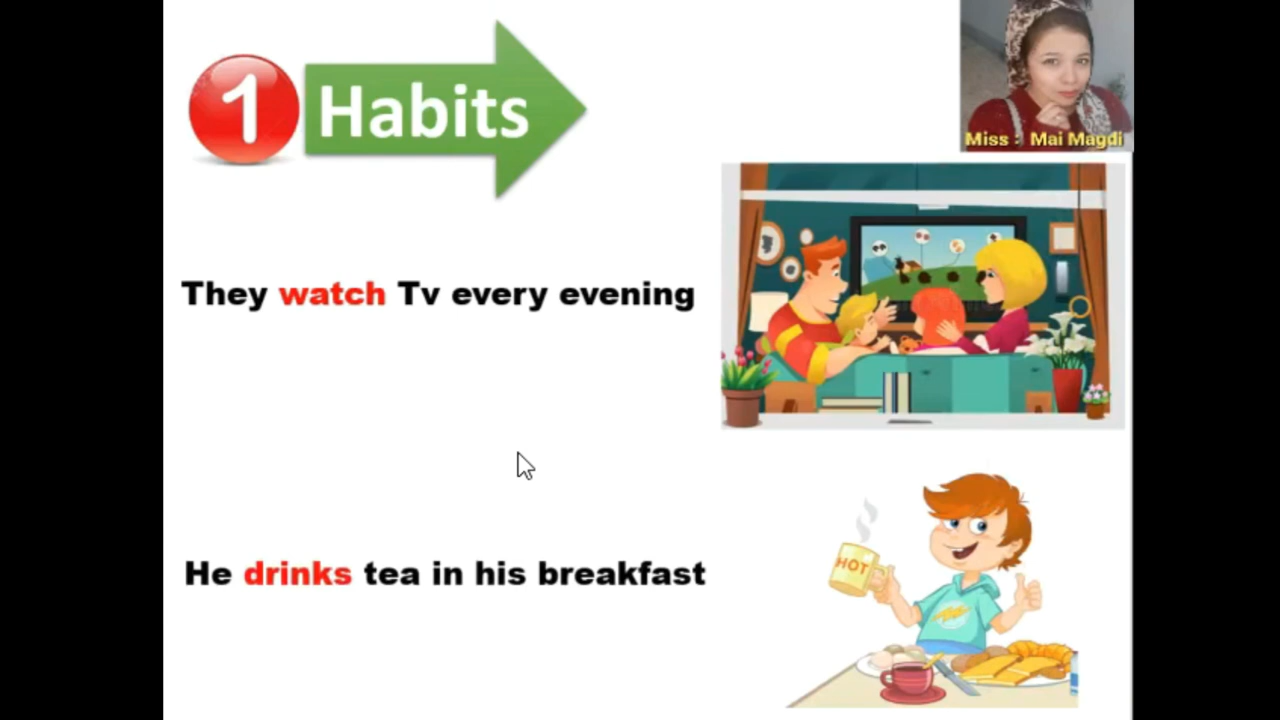 1 Habits
Miss : Mai Magdi
They watch Tv every evening
HOT
He drinks tea in his breakfast